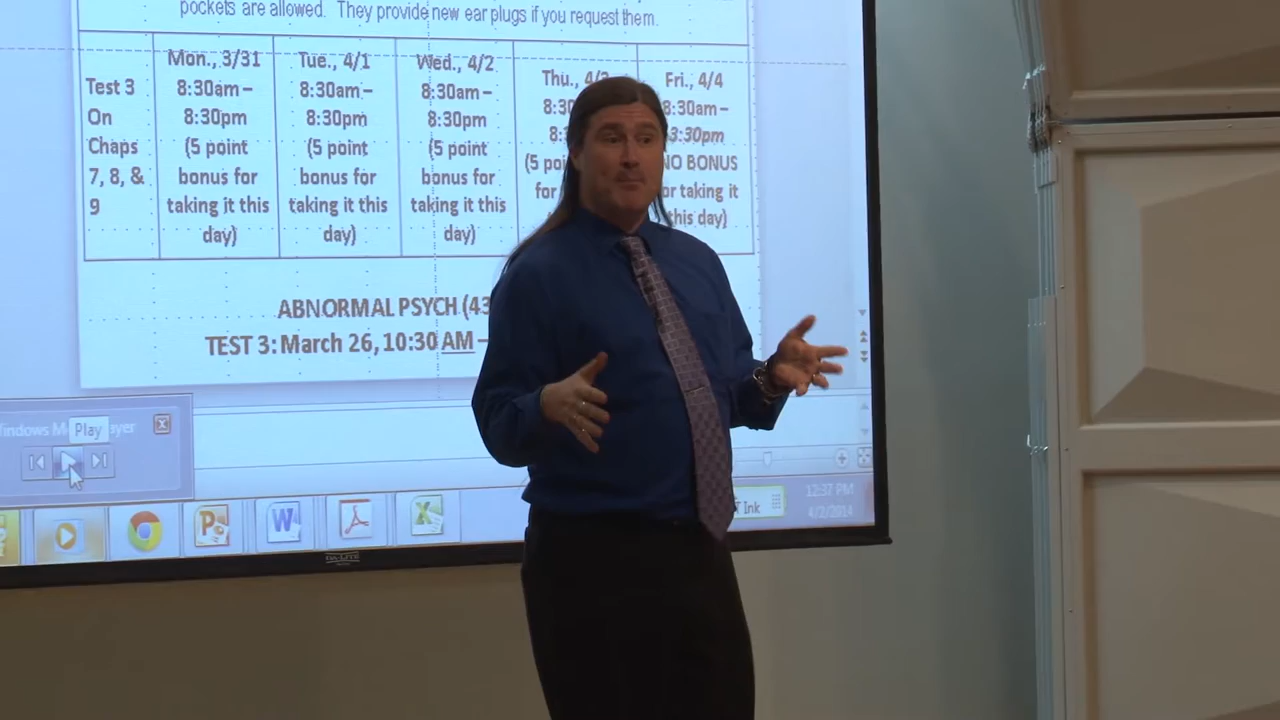 pockets are allowed. They provide new ear plugs if you request them.
Test 3
On
Chaps
7, 8, &
9
Mon., 3/31
8:30am –
8:30pm
(5 point
bonus for
taking it this
day)
Tue., 4/1
8:30am –
8:30pm
(5 point
bonus for
taking it this
day)
Wed., 4/2
8:30am –
8:30pm
(5 point
bonus for
taking it this
day)
Thu.,
Fri., 4/4
8:30am –
3:30pm
NO BONUS
taking it
this day)
ABNORMAL PSYCH
TEST 3: March 26, 10:30 AM –
Play
Ink
12:37 PM
4/2/2014
DA-LITE